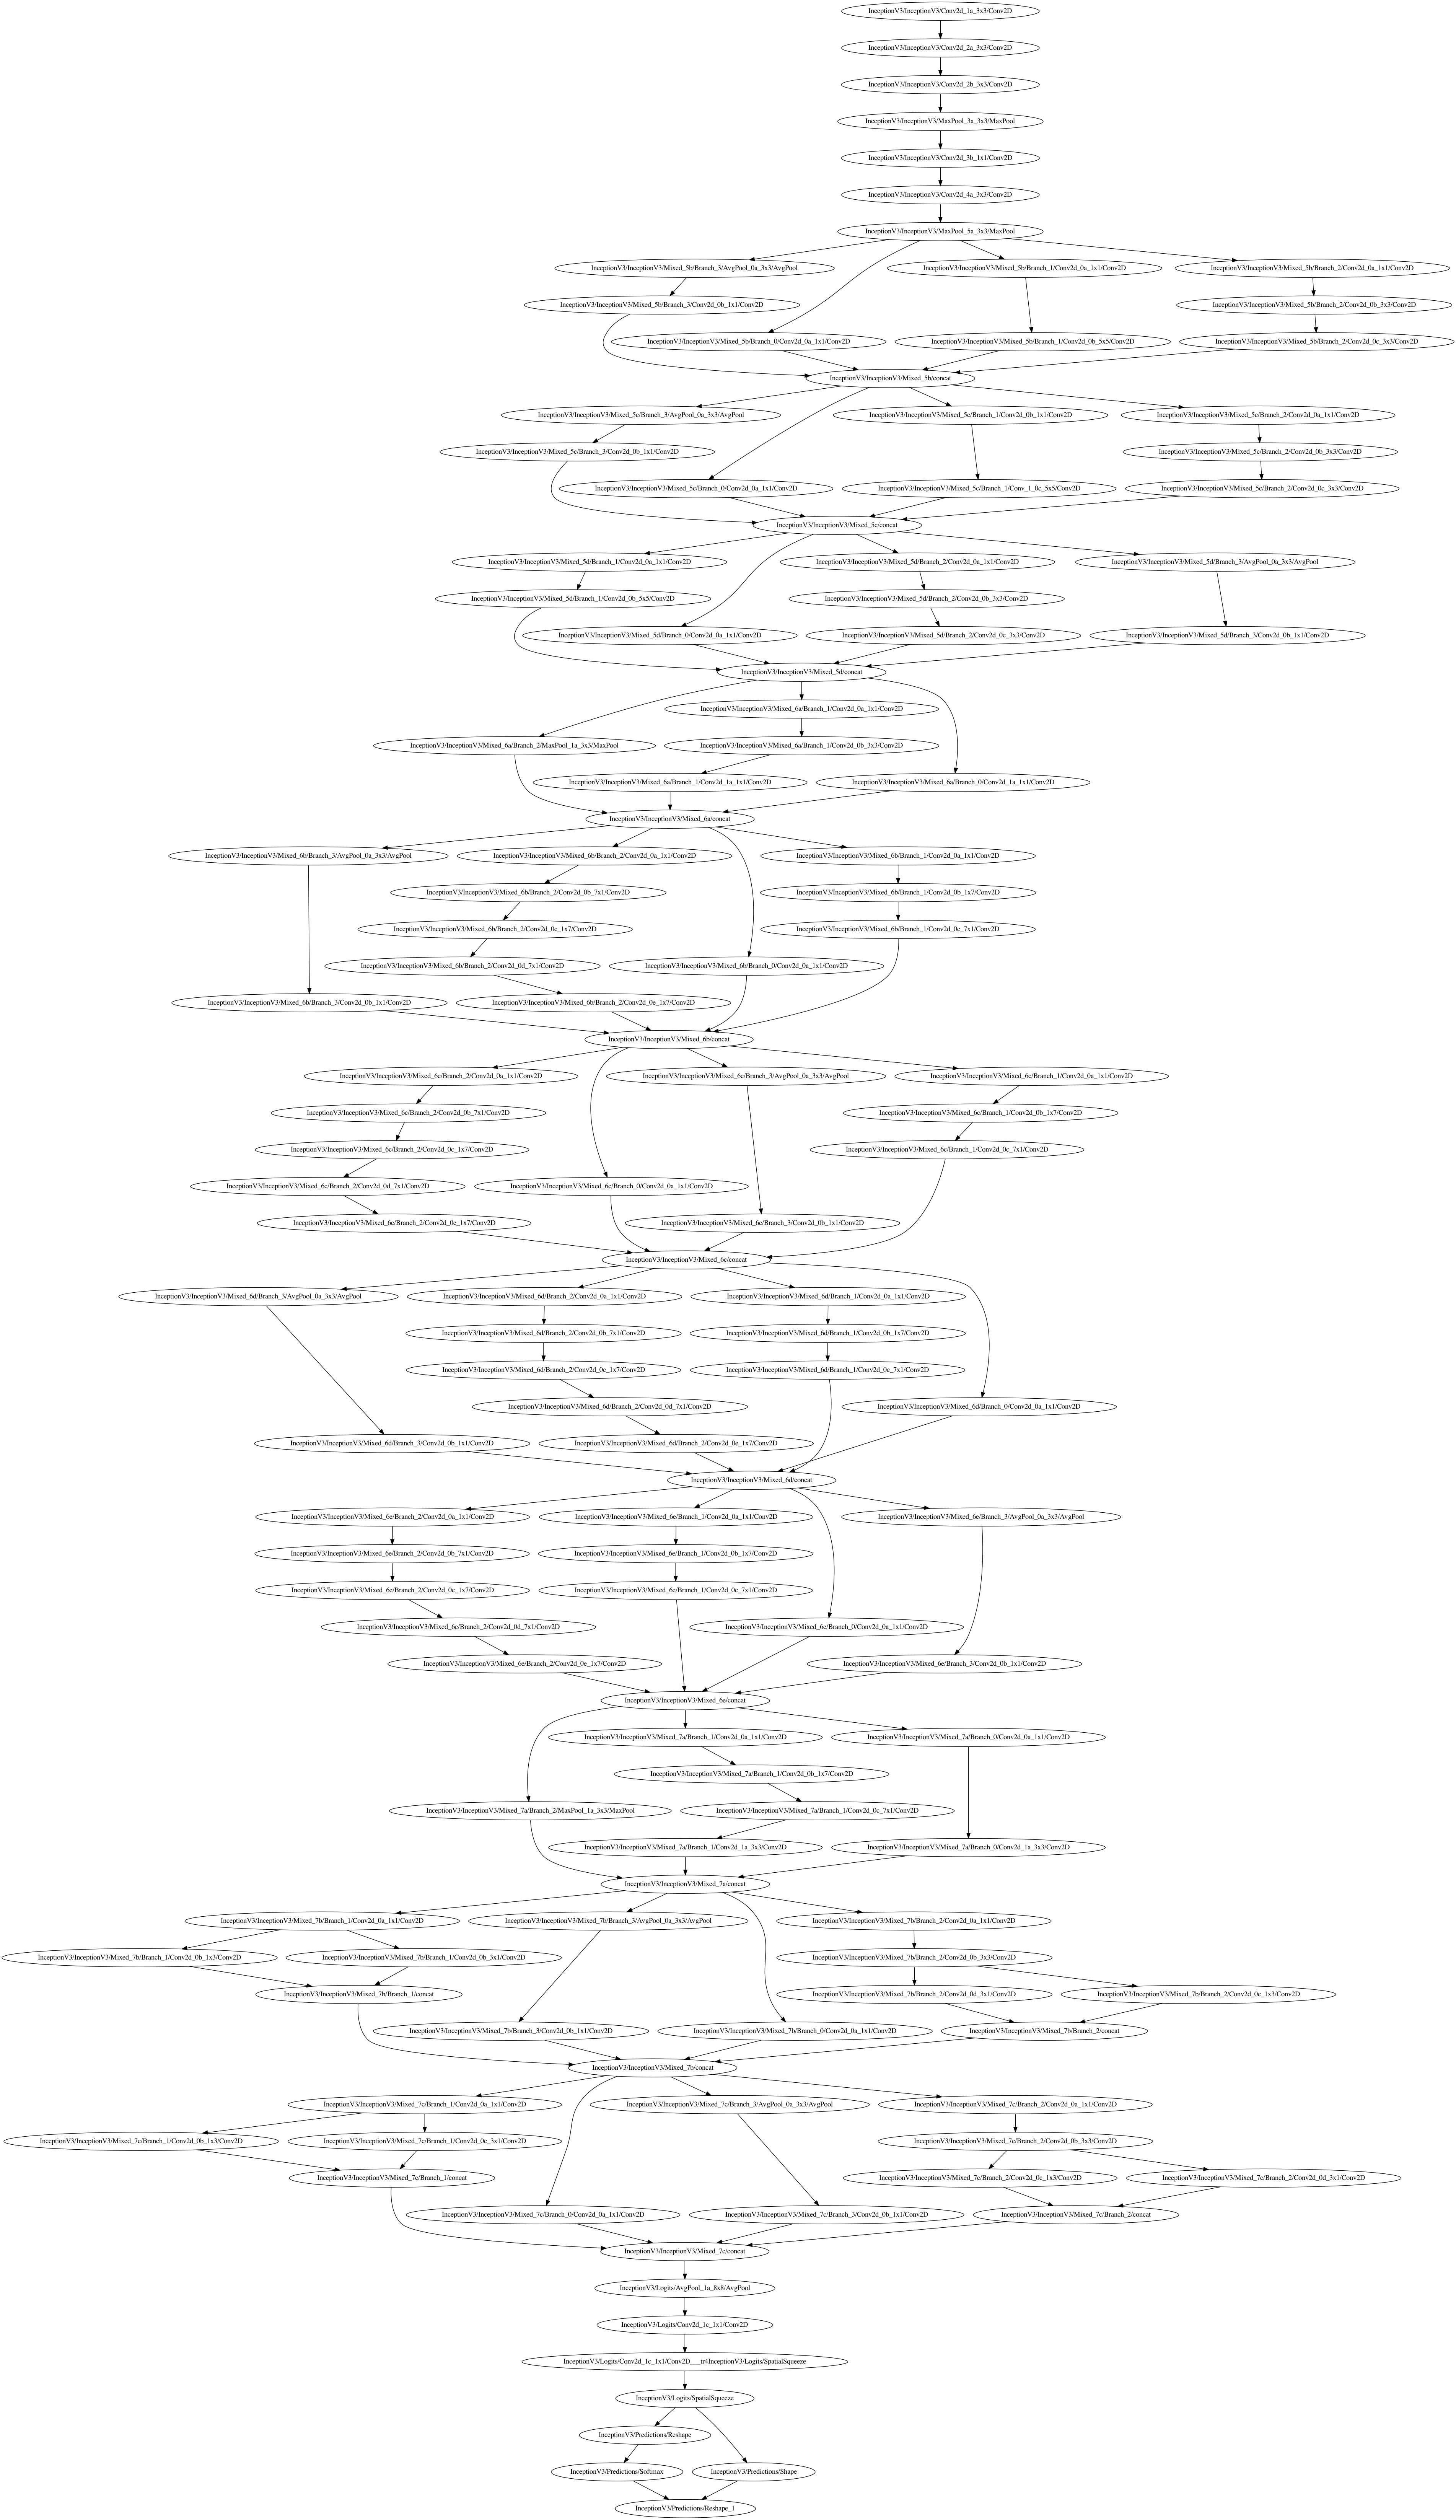 InceptionV3/InceptionV3/Conv2d_1a_3x3/Conv2D
InceptionV3/InceptionV3/Conv2d_2a_3x3/Conv2D
InceptionV3/InceptionV3/Conv2d_2b_3x3/Conv2D
InceptionV3/InceptionV3/MaxPool_3a_3x3/MaxPool
InceptionV3/InceptionV3/Conv2d_3b_1x1/Conv2D
InceptionV3/InceptionV3/Conv2d_4a_3x3/Conv2D
InceptionV3/InceptionV3/MaxPool_5a_3x3/MaxPool
InceptionV3/InceptionV3/Mixed_5b/Branch_3/AvgPool_0a_3x3/AvgPool
InceptionV3/InceptionV3/Mixed_5b/Branch_1/Conv2d_0a_1x1/Conv2D
InceptionV3/InceptionV3/Mixed_5b/Branch_2/Conv2d_0a_1x1/Conv2D
InceptionV3/InceptionV3/Mixed_5b/Branch_3/Conv2d_0b_1x1/Conv2D
InceptionV3/InceptionV3/Mixed_5b/Branch_2/Conv2d_0b_3x3/Conv2D
InceptionV3/InceptionV3/Mixed_5b/Branch_0/Conv2d_0a_1x1/Conv2D
InceptionV3/InceptionV3/Mixed_5b/Branch_1/Conv2d_0b_5x5/Conv2D
InceptionV3/InceptionV3/Mixed_5b/Branch_2/Conv2d_0c_3x3/Conv2D
InceptionV3/InceptionV3/Mixed_5b/concat
InceptionV3/InceptionV3/Mixed_5c/Branch_3/AvgPool_0a_3x3/AvgPool
InceptionV3/InceptionV3/Mixed_5c/Branch_1/Conv2d_0b_1x1/Conv2D
InceptionV3/InceptionV3/Mixed_5c/Branch_2/Conv2d_0a_1x1/Conv2D
InceptionV3/InceptionV3/Mixed_5c/Branch_3/Conv2d_0b_1x1/Conv2D
InceptionV3/InceptionV3/Mixed_5c/Branch_2/Conv2d_0b_3x3/Conv2D
InceptionV3/InceptionV3/Mixed_5c/Branch_0/Conv2d_0a_1x1/Conv2D
InceptionV3/InceptionV3/Mixed_5c/Branch_1/Conv_1_0c_5x5/Conv2D
InceptionV3/InceptionV3/Mixed_5c/Branch_2/Conv2d_0c_3x3/Conv2D
InceptionV3/InceptionV3/Mixed_5c/concat
InceptionV3/InceptionV3/Mixed_5d/Branch_1/Conv2d_0a_1x1/Conv2D
InceptionV3/InceptionV3/Mixed_5d/Branch_2/Conv2d_0a_1x1/Conv2D
InceptionV3/InceptionV3/Mixed_5d/Branch_3/AvgPool_0a_3x3/AvgPool
InceptionV3/InceptionV3/Mixed_5d/Branch_1/Conv2d_0b_5x5/Conv2D
InceptionV3/InceptionV3/Mixed_5d/Branch_2/Conv2d_0b_3x3/Conv2D
InceptionV3/InceptionV3/Mixed_5d/Branch_0/Conv2d_0a_1x1/Conv2D
InceptionV3/InceptionV3/Mixed_5d/Branch_2/Conv2d_0c_3x3/Conv2D
InceptionV3/InceptionV3/Mixed_5d/Branch_3/Conv2d_0b_1x1/Conv2D
InceptionV3/InceptionV3/Mixed_5d/concat
InceptionV3/InceptionV3/Mixed_6a/Branch_1/Conv2d_0a_1x1/Conv2D
InceptionV3/InceptionV3/Mixed_6a/Branch_2/MaxPool_1a_3x3/MaxPool
InceptionV3/InceptionV3/Mixed_6a/Branch_1/Conv2d_0b_3x3/Conv2D
InceptionV3/InceptionV3/Mixed_6a/Branch_1/Conv2d_1a_1x1/Conv2D
InceptionV3/InceptionV3/Mixed_6a/Branch_0/Conv2d_1a_1x1/Conv2D
InceptionV3/InceptionV3/Mixed_6a/concat
InceptionV3/InceptionV3/Mixed_6b/Branch_3/AvgPool_0a_3x3/AvgPool
InceptionV3/InceptionV3/Mixed_6b/Branch_2/Conv2d_0a_1x1/Conv2D
InceptionV3/InceptionV3/Mixed_6b/Branch_1/Conv2d_0a_1x1/Conv2D
InceptionV3/InceptionV3/Mixed_6b/Branch_2/Conv2d_0b_7x1/Conv2D
InceptionV3/InceptionV3/Mixed_6b/Branch_1/Conv2d_0b_1x7/Conv2D
InceptionV3/InceptionV3/Mixed_6b/Branch_2/Conv2d_0c_1x7/Conv2D
InceptionV3/InceptionV3/Mixed_6b/Branch_1/Conv2d_0c_7x1/Conv2D
InceptionV3/InceptionV3/Mixed_6b/Branch_2/Conv2d_0d_7x1/Conv2D
InceptionV3/InceptionV3/Mixed_6b/Branch_0/Conv2d_0a_1x1/Conv2D
InceptionV3/InceptionV3/Mixed_6b/Branch_3/Conv2d_0b_1x1/Conv2D
InceptionV3/InceptionV3/Mixed_6b/Branch_2/Conv2d_0e_1x7/Conv2D
InceptionV3/InceptionV3/Mixed_6b/concat
InceptionV3/InceptionV3/Mixed_6c/Branch_2/Conv2d_0a_1x1/Conv2D
InceptionV3/InceptionV3/Mixed_6c/Branch_3/AvgPool_0a_3x3/AvgPool
InceptionV3/InceptionV3/Mixed_6c/Branch_1/Conv2d_0a_1x1/Conv2D
InceptionV3/InceptionV3/Mixed_6c/Branch_2/Conv2d_0b_7x1/Conv2D
InceptionV3/InceptionV3/Mixed_6c/Branch_1/Conv2d_0b_1x7/Conv2D
InceptionV3/InceptionV3/Mixed_6c/Branch_2/Conv2d_0c_1x7/Conv2D
InceptionV3/InceptionV3/Mixed_6c/Branch_1/Conv2d_0c_7x1/Conv2D
InceptionV3/InceptionV3/Mixed_6c/Branch_2/Conv2d_0d_7x1/Conv2D
InceptionV3/InceptionV3/Mixed_6c/Branch_0/Conv2d_0a_1x1/Conv2D
InceptionV3/InceptionV3/Mixed_6c/Branch_2/Conv2d_0e_1x7/Conv2D
InceptionV3/InceptionV3/Mixed_6c/Branch_3/Conv2d_0b_1x1/Conv2D
InceptionV3/InceptionV3/Mixed_6c/concat
InceptionV3/InceptionV3/Mixed_6d/Branch_3/AvgPool_0a_3x3/AvgPool
InceptionV3/InceptionV3/Mixed_6d/Branch_2/Conv2d_0a_1x1/Conv2D
InceptionV3/InceptionV3/Mixed_6d/Branch_1/Conv2d_0a_1x1/Conv2D
InceptionV3/InceptionV3/Mixed_6d/Branch_2/Conv2d_0b_7x1/Conv2D
InceptionV3/InceptionV3/Mixed_6d/Branch_1/Conv2d_0b_1x7/Conv2D
InceptionV3/InceptionV3/Mixed_6d/Branch_2/Conv2d_0c_1x7/Conv2D
InceptionV3/InceptionV3/Mixed_6d/Branch_1/Conv2d_0c_7x1/Conv2D
InceptionV3/InceptionV3/Mixed_6d/Branch_2/Conv2d_0d_7x1/Conv2D
InceptionV3/InceptionV3/Mixed_6d/Branch_0/Conv2d_0a_1x1/Conv2D
InceptionV3/InceptionV3/Mixed_6d/Branch_3/Conv2d_0b_1x1/Conv2D
InceptionV3/InceptionV3/Mixed_6d/Branch_2/Conv2d_0e_1x7/Conv2D
InceptionV3/InceptionV3/Mixed_6d/concat
InceptionV3/InceptionV3/Mixed_6e/Branch_2/Conv2d_0a_1x1/Conv2D
InceptionV3/InceptionV3/Mixed_6e/Branch_1/Conv2d_0a_1x1/Conv2D
InceptionV3/InceptionV3/Mixed_6e/Branch_3/AvgPool_0a_3x3/AvgPool
InceptionV3/InceptionV3/Mixed_6e/Branch_2/Conv2d_0b_7x1/Conv2D
InceptionV3/InceptionV3/Mixed_6e/Branch_1/Conv2d_0b_1x7/Conv2D
InceptionV3/InceptionV3/Mixed_6e/Branch_2/Conv2d_0c_1x7/Conv2D
InceptionV3/InceptionV3/Mixed_6e/Branch_1/Conv2d_0c_7x1/Conv2D
InceptionV3/InceptionV3/Mixed_6e/Branch_2/Conv2d_0d_7x1/Conv2D
InceptionV3/InceptionV3/Mixed_6e/Branch_0/Conv2d_0a_1x1/Conv2D
InceptionV3/InceptionV3/Mixed_6e/Branch_2/Conv2d_0e_1x7/Conv2D
InceptionV3/InceptionV3/Mixed_6e/Branch_3/Conv2d_0b_1x1/Conv2D
InceptionV3/InceptionV3/Mixed_6e/concat
InceptionV3/InceptionV3/Mixed_7a/Branch_1/Conv2d_0a_1x1/Conv2D
InceptionV3/InceptionV3/Mixed_7a/Branch_0/Conv2d_0a_1x1/Conv2D
InceptionV3/InceptionV3/Mixed_7a/Branch_1/Conv2d_0b_1x7/Conv2D
InceptionV3/InceptionV3/Mixed_7a/Branch_2/MaxPool_1a_3x3/MaxPool
InceptionV3/InceptionV3/Mixed_7a/Branch_1/Conv2d_0c_7x1/Conv2D
InceptionV3/InceptionV3/Mixed_7a/Branch_1/Conv2d_1a_3x3/Conv2D
InceptionV3/InceptionV3/Mixed_7a/Branch_0/Conv2d_1a_3x3/Conv2D
InceptionV3/InceptionV3/Mixed_7a/concat
InceptionV3/InceptionV3/Mixed_7b/Branch_1/Conv2d_0a_1x1/Conv2D
InceptionV3/InceptionV3/Mixed_7b/Branch_3/AvgPool_0a_3x3/AvgPool
InceptionV3/InceptionV3/Mixed_7b/Branch_2/Conv2d_0a_1x1/Conv2D
InceptionV3/InceptionV3/Mixed_7b/Branch_1/Conv2d_0b_1x3/Conv2D
InceptionV3/InceptionV3/Mixed_7b/Branch_1/Conv2d_0b_3x1/Conv2D
InceptionV3/InceptionV3/Mixed_7b/Branch_2/Conv2d_0b_3x3/Conv2D
InceptionV3/InceptionV3/Mixed_7b/Branch_1/concat
InceptionV3/InceptionV3/Mixed_7b/Branch_2/Conv2d_0d_3x1/Conv2D
InceptionV3/InceptionV3/Mixed_7b/Branch_2/Conv2d_0c_1x3/Conv2D
InceptionV3/InceptionV3/Mixed_7b/Branch_3/Conv2d_0b_1x1/Conv2D
InceptionV3/InceptionV3/Mixed_7b/Branch_0/Conv2d_0a_1x1/Conv2D
InceptionV3/InceptionV3/Mixed_7b/Branch_2/concat
InceptionV3/InceptionV3/Mixed_7b/concat
InceptionV3/InceptionV3/Mixed_7c/Branch_1/Conv2d_0a_1x1/Conv2D
InceptionV3/InceptionV3/Mixed_7c/Branch_3/AvgPool_0a_3x3/AvgPool
InceptionV3/InceptionV3/Mixed_7c/Branch_2/Conv2d_0a_1x1/Conv2D
InceptionV3/InceptionV3/Mixed_7c/Branch_1/Conv2d_0b_1x3/Conv2D
InceptionV3/InceptionV3/Mixed_7c/Branch_1/Conv2d_0c_3x1/Conv2D
InceptionV3/InceptionV3/Mixed_7c/Branch_2/Conv2d_0b_3x3/Conv2D
InceptionV3/InceptionV3/Mixed_7c/Branch_1/concat
InceptionV3/InceptionV3/Mixed_7c/Branch_2/Conv2d_0c_1x3/Conv2D
InceptionV3/InceptionV3/Mixed_7c/Branch_2/Conv2d_0d_3x1/Conv2D
InceptionV3/InceptionV3/Mixed_7c/Branch_0/Conv2d_0a_1x1/Conv2D
InceptionV3/InceptionV3/Mixed_7c/Branch_3/Conv2d_0b_1x1/Conv2D
InceptionV3/InceptionV3/Mixed_7c/Branch_2/concat
InceptionV3/InceptionV3/Mixed_7c/concat
InceptionV3/Logits/AvgPool_1a_8x8/AvgPool
InceptionV3/Logits/Conv2d_1c_1x1/Conv2D
InceptionV3/Logits/Conv2d_1c_1x1/Conv2D___tr4InceptionV3/Logits/SpatialSqueeze
InceptionV3/Logits/SpatialSqueeze
InceptionV3/Predictions/Reshape
InceptionV3/Predictions/Softmax
InceptionV3/Predictions/Shape
InceptionV3/Predictions/Reshape_1